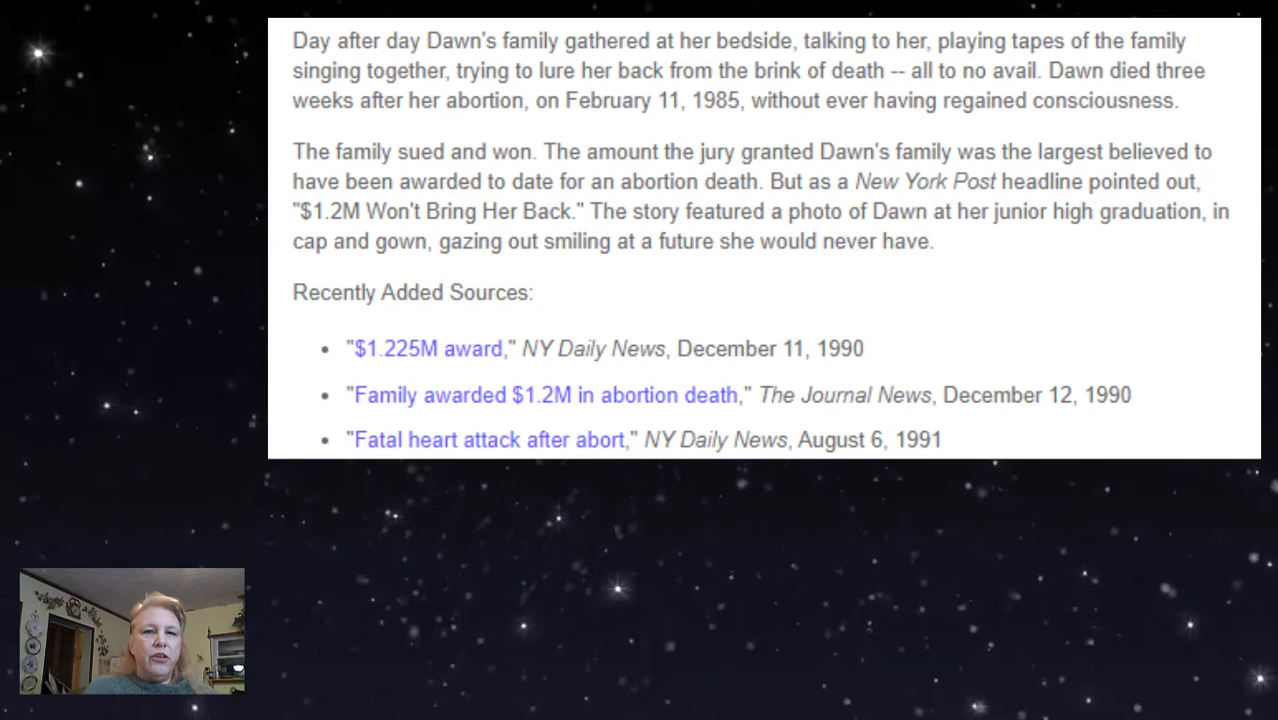 Day after day Dawn's family gathered at her bedside, talking to her, playing tapes of the family
singing together, trying to lure her back from the brink of death -- all to no avail. Dawn died three
weeks after her abortion, on February 11, 1985, without ever having regained consciousness.
The family sued and won. The amount the jury granted Dawn's family was the largest believed to
have been awarded to date for an abortion death. But as a New York Post headline pointed out,
"$1.2M Won't Bring Her Back." The story featured a photo of Dawn at her junior high graduation, in
cap and gown, gazing out smiling at a future she would never have.
Recently Added Sources:
• "$1.225M award," NY Daily News, December 11, 1990
• "Family awarded $1.2M in abortion death," The Journal News, December 12, 1990
• "Fatal heart attack after abort," NY Daily News, August 6, 1991